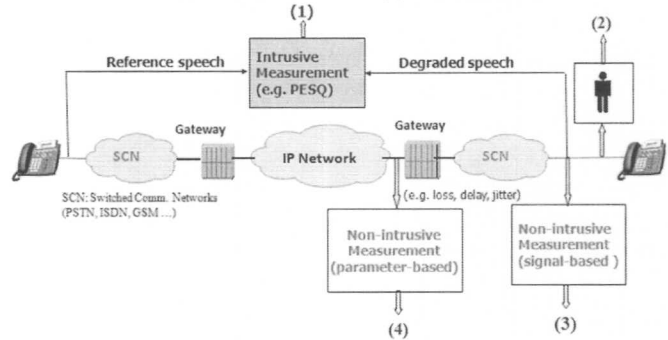 (1)
(2)
Reference speech
Intrusive
Measurement
(e.g. PESQ)
Degraded speech
Gateway
Gateway
SCN
IP Network
SCN
SCN: Switched Comm. Networks
(PSTN, ISDN, GSM ...)
(e.g. loss, delay, jitter)
Non-intrusive
Measurement
(parameter-based)
Non-intrusive
Measurement
(signal-based )
(4)
(3)